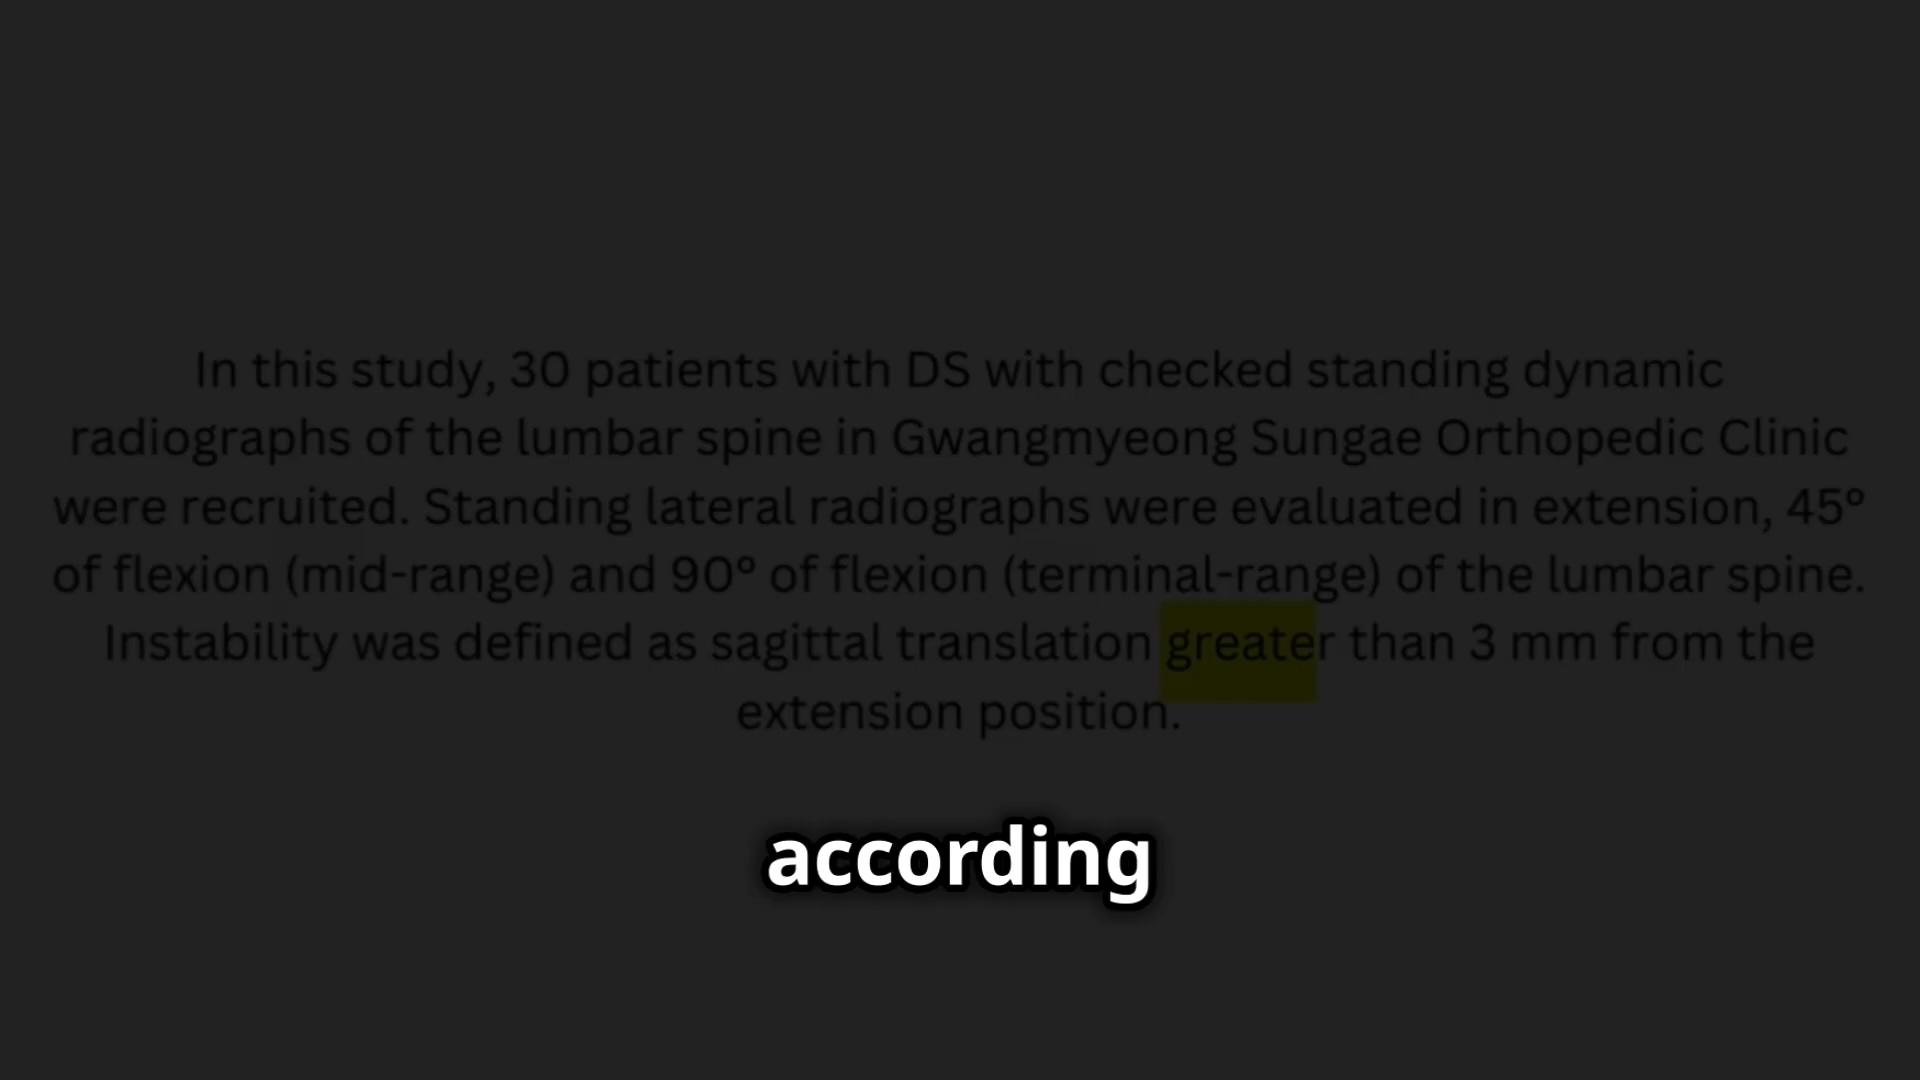 In this study, 30 patients with DS with checked standing dynamic
radiographs of the lumbar spine in Gwangmyeong Sungae Orthopedic Clinic
were recruited. Standing lateral radiographs were evaluated in extension, 45º
of flexion (mid-range) and 90º of flexion (terminal-range) of the lumbar spine.
Instability was defined as sagittal translation greater than 3 mm from the
extension position.
according